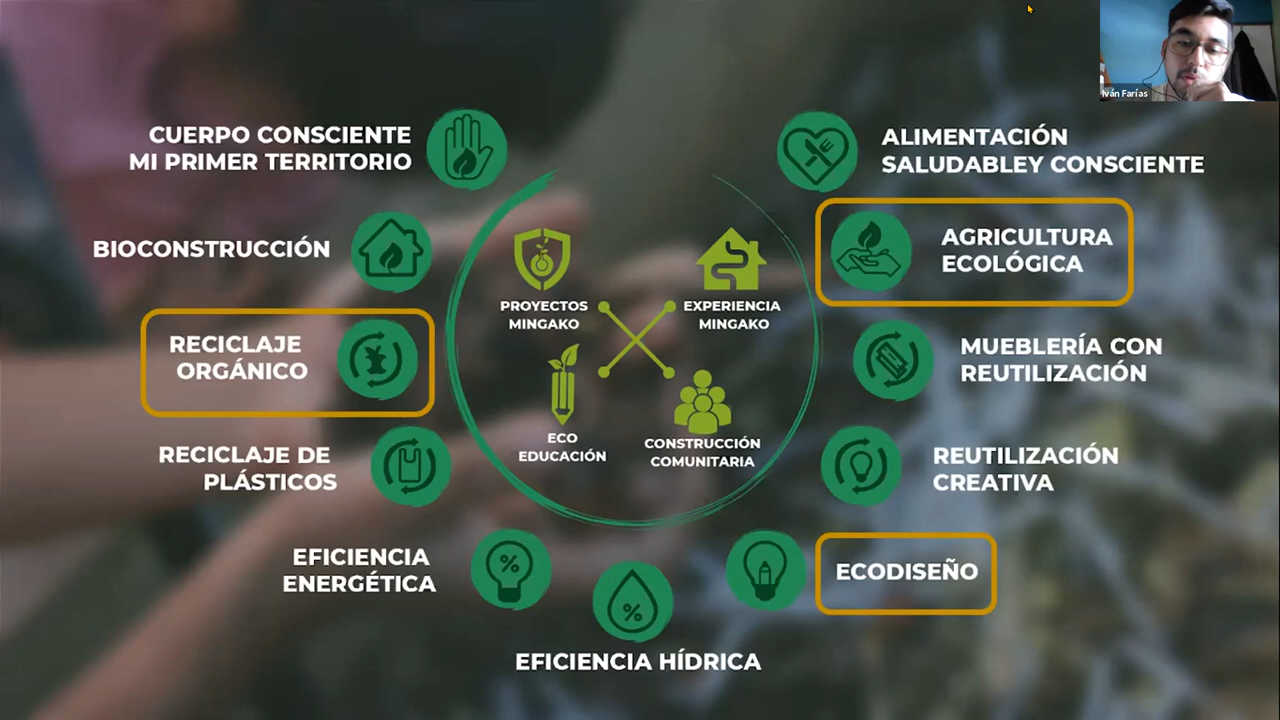 Iván Farías
CUERPO CONSCIENTE
MI PRIMER TERRITORIO
ALIMENTACIÓN
SALUDABLEY CONSCIENTE
BIOCONSTRUCCIÓN
AGRICULTURA
ECOLÓGICA
PROYECTOS
MINGAKO
EXPERIENCIA
MINGAKO
RECICLAJE
ORGÁNICO
MUEBLERÍA CON
REUTILIZACIÓN
ECO
EDUCACIÓN
CONSTRUCCIÓN
COMUNITARIA
RECICLAJE DE
PLÁSTICOS
REUTILIZACIÓN
CREATIVA
EFICIENCIA
ENERGÉTICA
%
%
ECODISEÑO
EFICIENCIA HÍDRICA